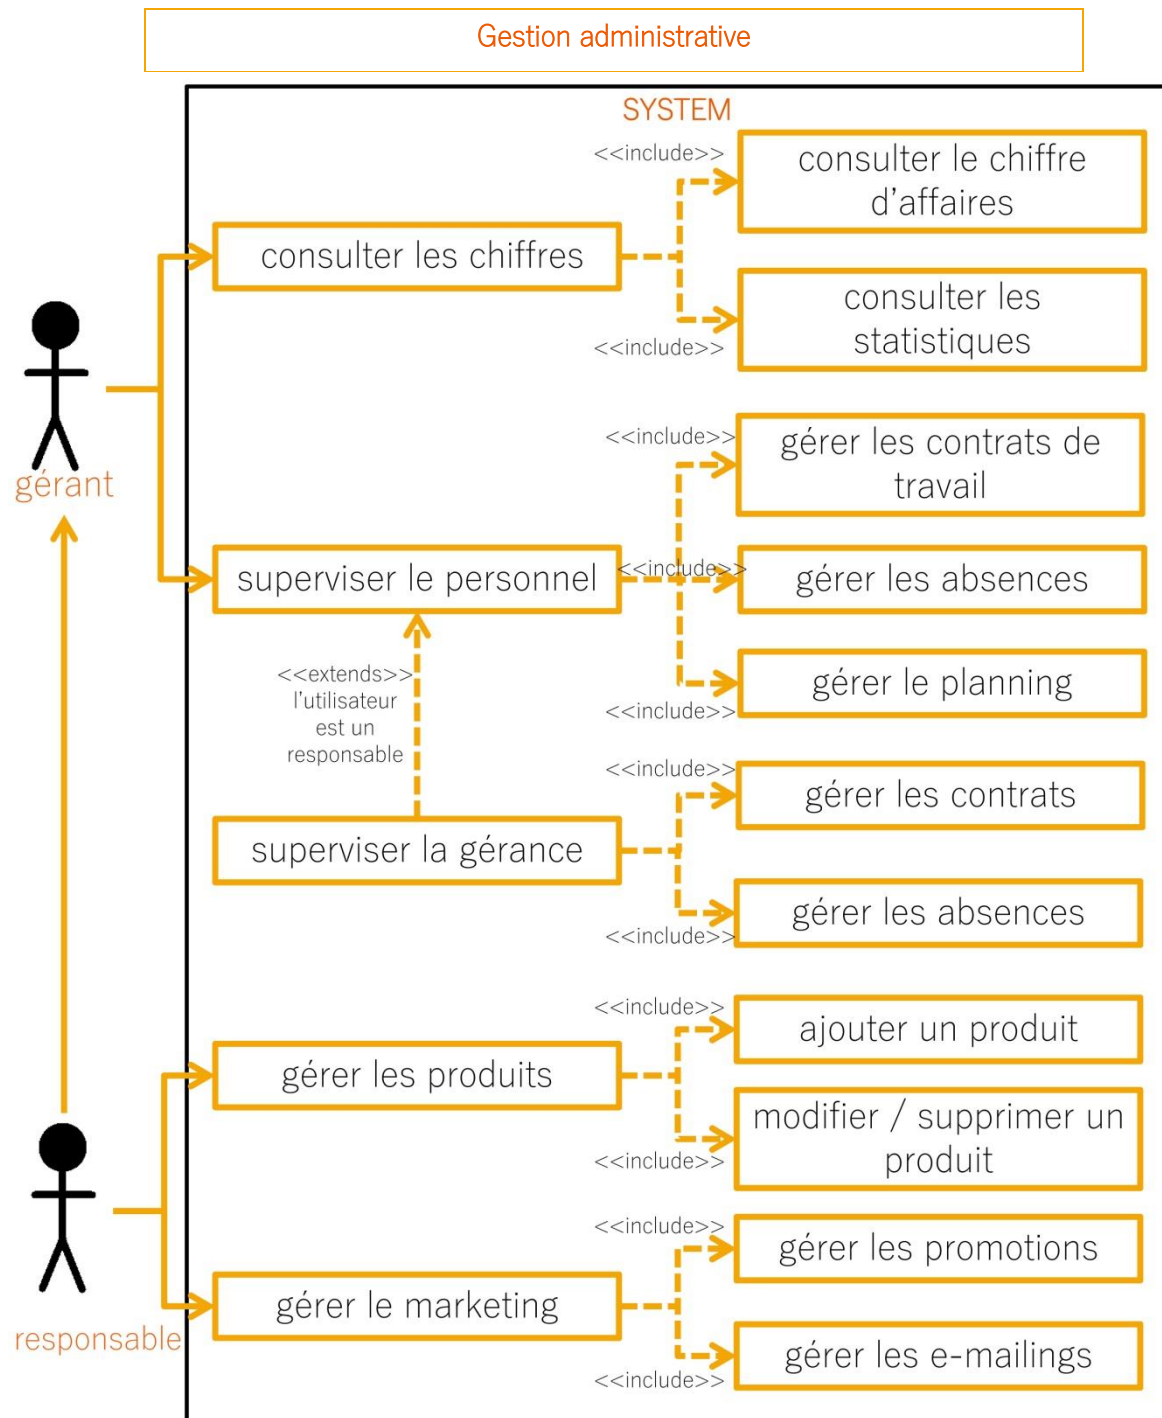 Gestion administrative
SYSTEM
<<include>>
consulter le chiffre
d'affaires
consulter les chiffres
consulter les
statistiques
<<include>>
gérant
<<include>>
gérer les contrats de
travail
superviser le personnel
<<include>>
gérer les absences
<<extends>>
l'utilisateur
est un
responsable
gérer le planning
<<include>>
<<include>>
gérer les contrats
superviser la gérance
gérer les absences
<<include>>
<<include>>
ajouter un produit
gérer les produits
modifier / supprimer un
produit
<<include>>
<<include>>
gérer les promotions
gérer le marketing
responsable
gérer les e-mailings
<<include>>